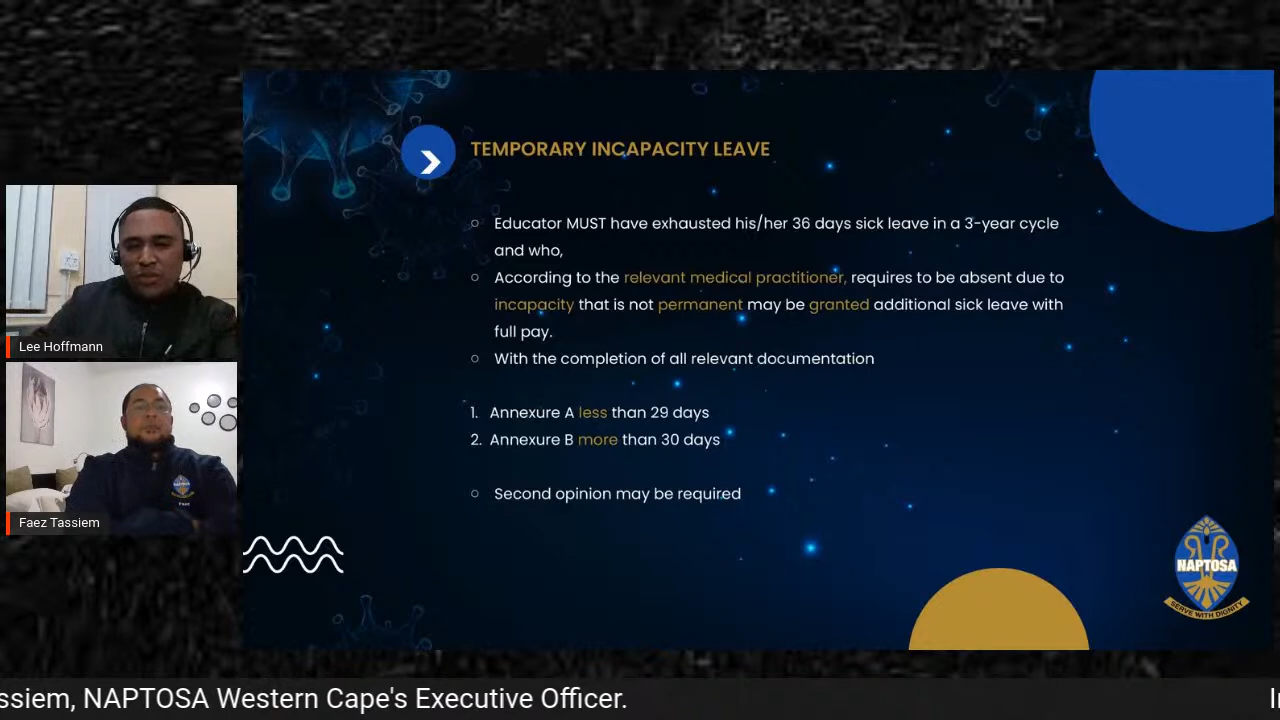 TEMPORARY INCAPACITY LEAVE
Educator MUST have exhausted his/her 36 days sick leave in a 3-year cycle
and who,
According to the relevant medical practitioner, requires to be absent due to
incapacity that is not permanent may be granted additional sick leave with
full pay.
With the completion of all relevant documentation
1. Annexure A less than 29 days
2. Annexure B more than 30 days
Second opinion may be required
Lee Hoffmann
Faez Tassiem
NAPTOSA
SERVE WITH DIGNITY
ssiem, NAPTOSA Western Cape's Executive Officer.